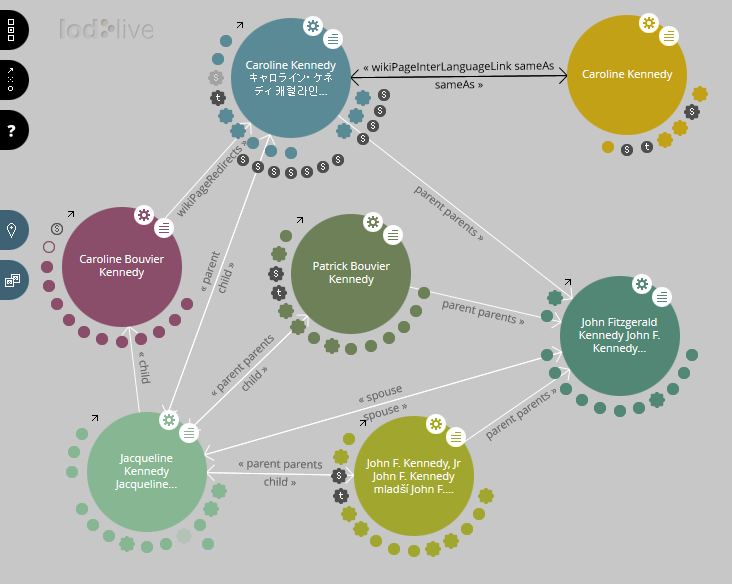 lodlive
?
Caroline Kennedy
キャロライン・ケネ
ディ 캐럴라인...
« wikiPageInterLanguageLink sameAs
sameAs »
Caroline Kennedy
wikiPageRedirects »
parent parents »
Caroline Bouvier
Kennedy
« parent
child »
Patrick Bouvier
Kennedy
parent parents »
John Fitzgerald
Kennedy John F.
Kennedy...
« child
« parent parents
child »
« spouse
spouse »
parent parents »
Jacqueline
Kennedy
Jacqueline...
« parent parents
child »
John F. Kennedy, Jr
John F. Kennedy
mladší John F....